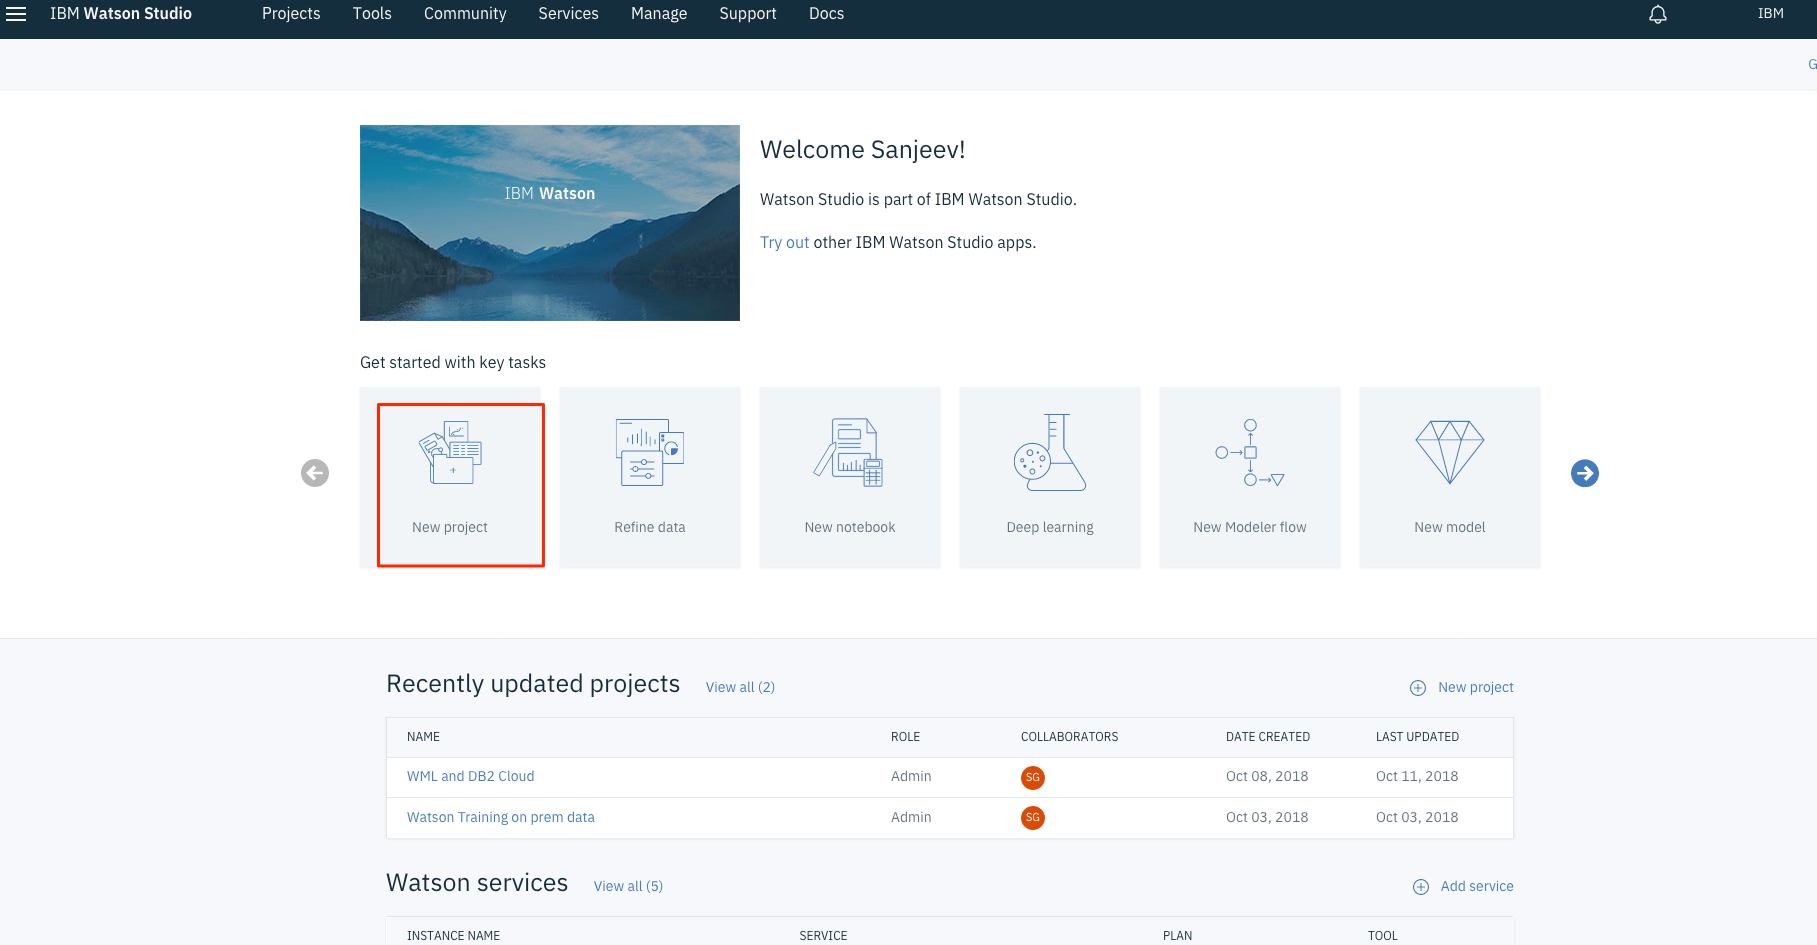 IBM Watson Studio Projects Tools Community Services Manage Support Docs IBM
G
IBM Watson
Welcome Sanjeev!
Watson Studio is part of IBM Watson Studio.
Try out other IBM Watson Studio apps.
Get started with key tasks
New project Refine data New notebook Deep learning New Modeler flow New model
Recently updated projects View all (2) New project
NAME ROLE COLLABORATORS DATE CREATED LAST UPDATED
WML and DB2 Cloud Admin SG Oct 08, 2018 Oct 11, 2018
Watson Training on prem data Admin SG Oct 03, 2018 Oct 03, 2018
Watson services View all (5) Add service
INSTANCE NAME SERVICE PLAN TOOL